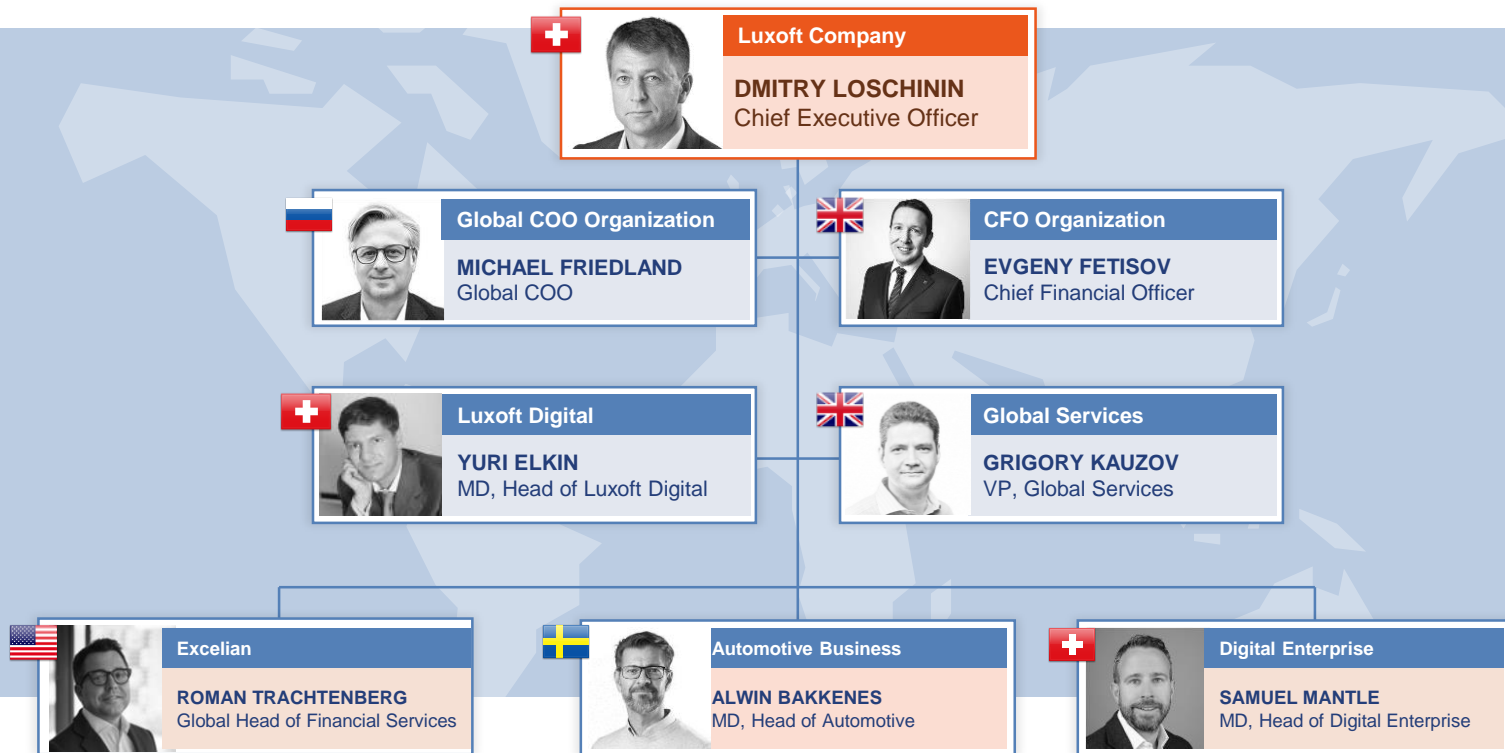 Luxoft Company
DMITRY LOSCHININ
Chief Executive Officer
Global COO Organization
MICHAEL FRIEDLAND
Global COO
CFO Organization
EVGENY FETISOV
Chief Financial Officer
Luxoft Digital
YURI ELKIN
MD, Head of Luxoft Digital
Global Services
GRIGORY KAUZOV
VP, Global Services
Excelian
ROMAN TRACHTENBERG
Global Head of Financial Services
Automotive Business
ALWIN BAKKENES
MD, Head of Automotive
Digital Enterprise
SAMUEL MANTLE
MD, Head of Digital Enterprise